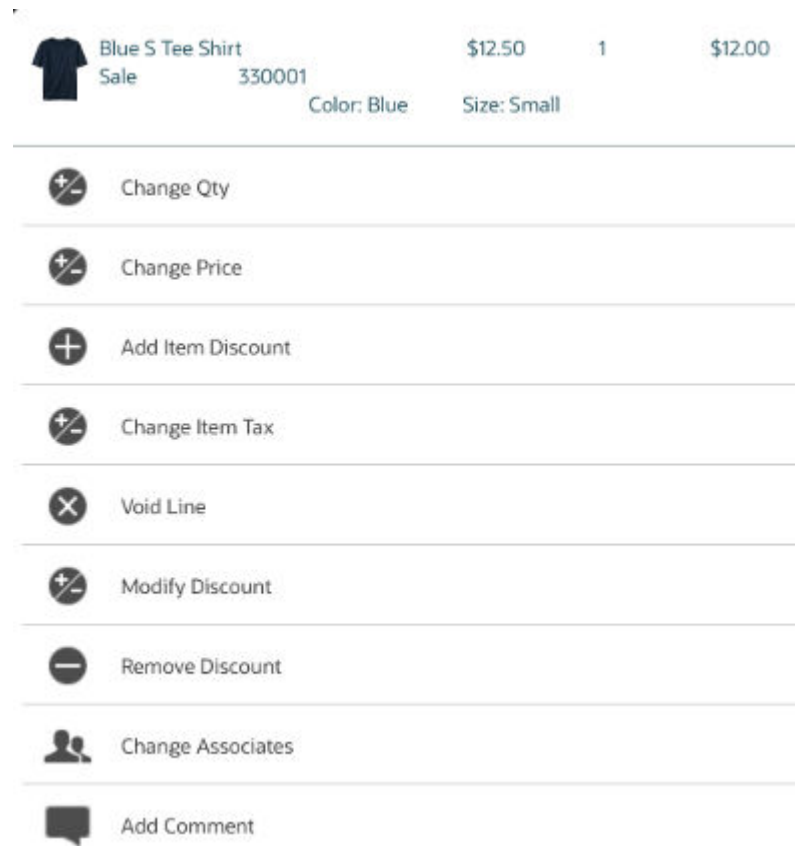 Blue S Tee Shirt $12.50 1 $12.00
Sale 330001
Color: Blue Size: Small
Change Qty
Change Price
Add Item Discount
Change Item Tax
Void Line
Modify Discount
Remove Discount
Change Associates
Add Comment